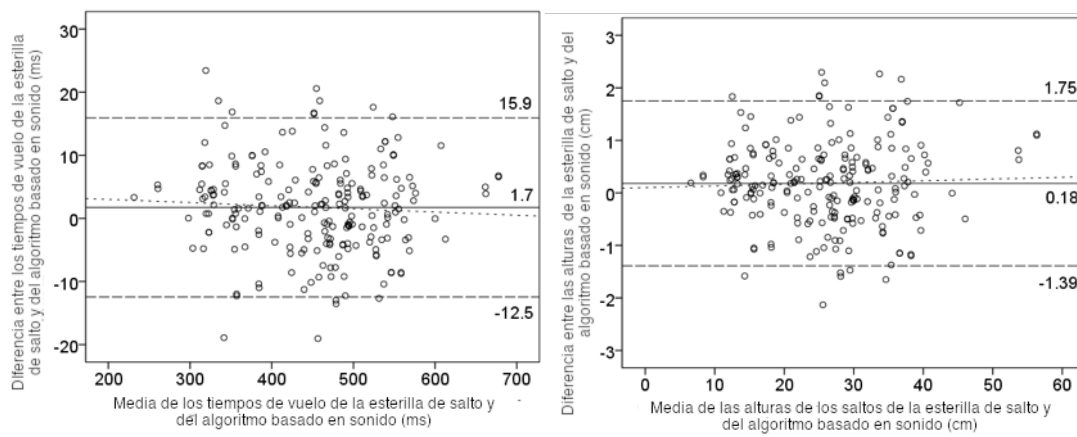 Diferencia entre los tiempos de vuelo de la esterilla
de salto y del algoritmo basado en sonido (ms)
30
20
10
0
-10
-20
15.9
1.7
-12.5
200 300 400 500 600 700
Media de los tiempos de vuelo de la esterilla de salto y
del algoritmo basado en sonido (ms)
Diferencia entre las alturas de la esterilla de salto y del
algoritmo basado en sonido (cm)
3
2
1
0
-1
-2
-3
1.75
0.18
-1.39
0 10 20 30 40 50 60
Media de las alturas de los saltos de la esterilla de salto y
del algoritmo basado en sonido (cm)